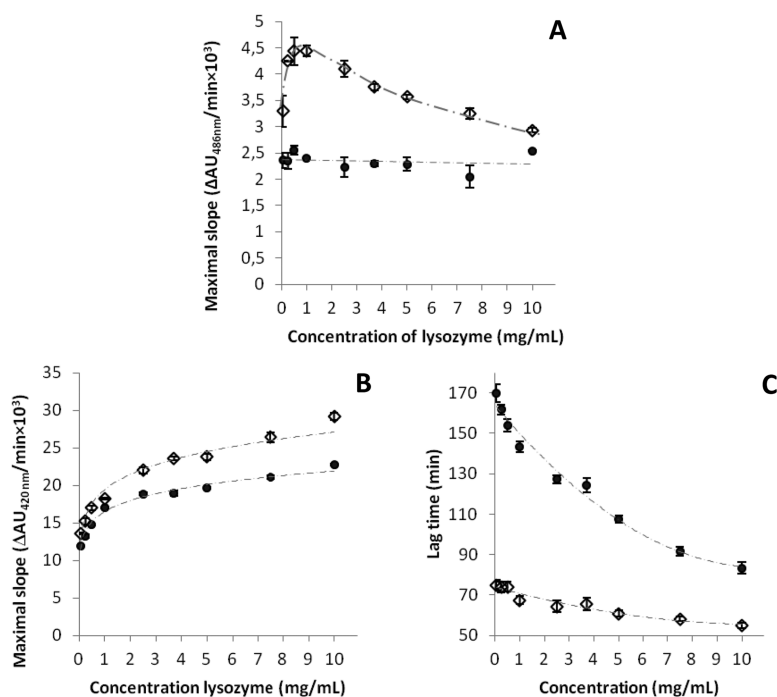 A
Maximal slope (ΔAU486nm/min×10³)
5
4,5
4
3,5
3
2,5
2
1,5
1
0,5
0
0 1 2 3 4 5 6 7 8 9 10
Concentration of lysozyme (mg/mL)
B
Maximal slope (ΔAU420nm/min×10³)
35
30
25
20
15
10
5
0
0 1 2 3 4 5 6 7 8 9 10
Concentration lysozyme (mg/mL)
C
Lag time (min)
170
150
130
110
90
70
50
0 1 2 3 4 5 6 7 8 9 10
Concentration (mg/mL)